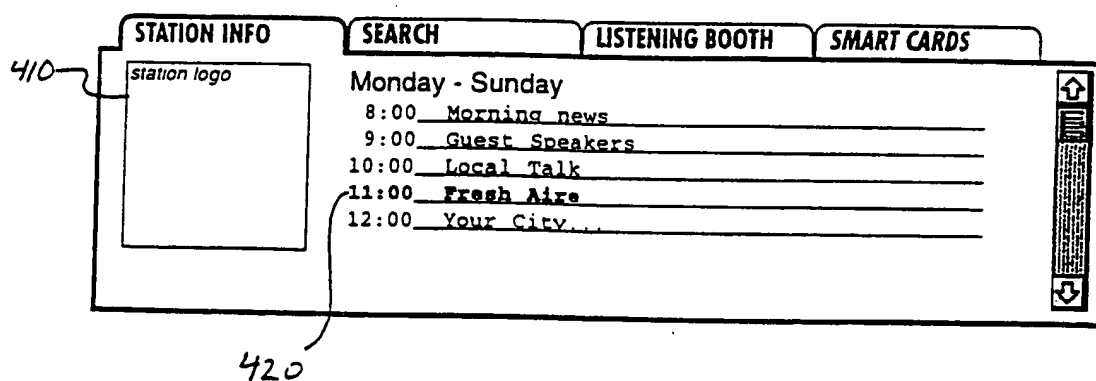 STATION INFO SEARCH LISTENING BOOTH SMART CARDS
410
station logo
Monday - Sunday
8:00 Morning news
9:00 Guest Speakers
10:00 Local Talk
11:00 Fresh Aire
12:00 Your City...
420